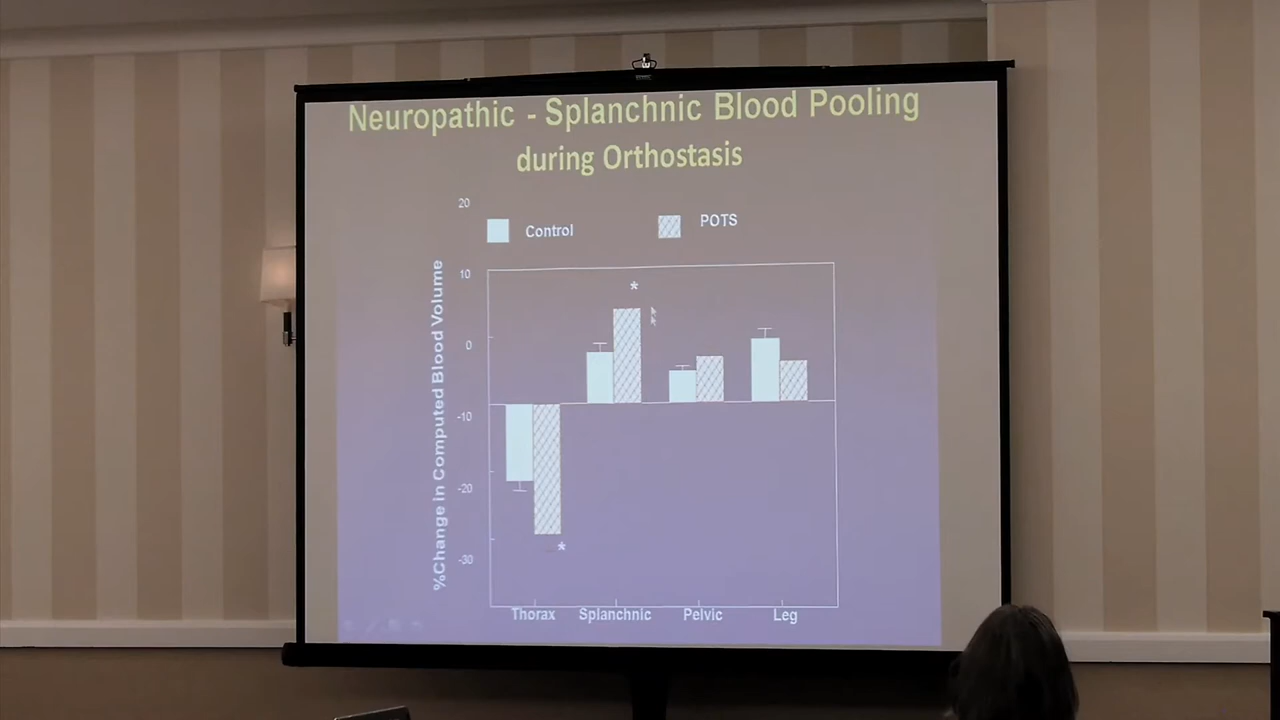 Neuropathic - Splanchnic Blood Pooling
during Orthostasis
20
Control
POTS
10
*
0
-10
-20
*
-30
%Change in Computed Blood Volume
Thorax Splanchnic Pelvic Leg